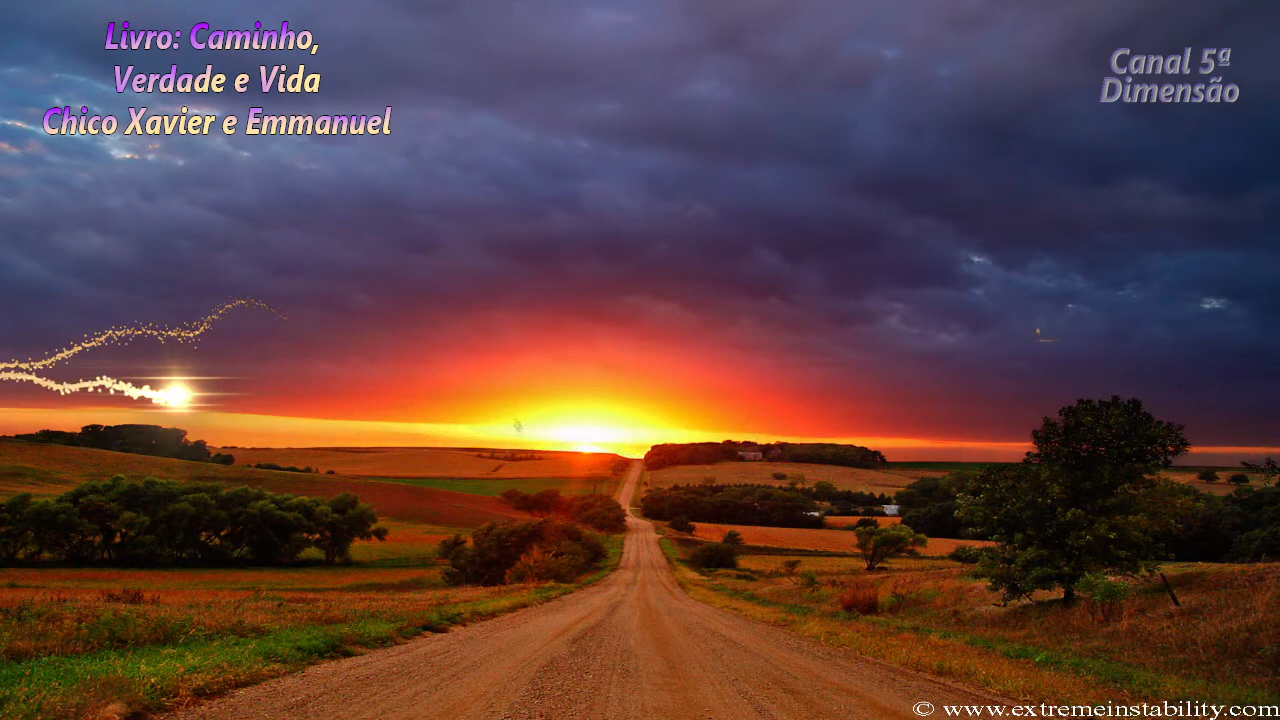 Livro: Caminho,
Verdade e Vida
Chico Xavier e Emmanuel
Canal 5ª
Dimensão
© www.extremeinstability.com